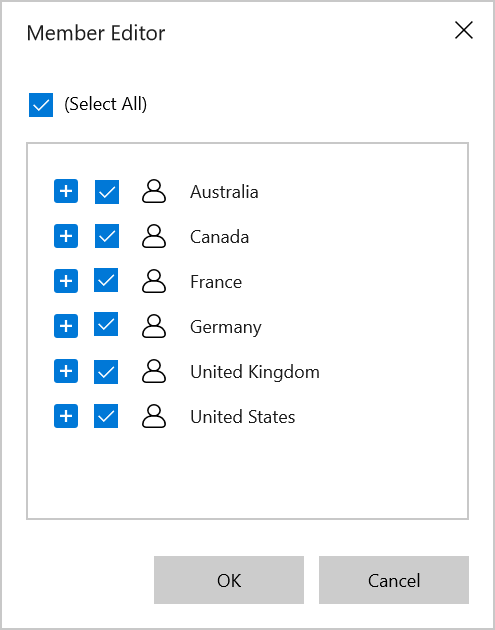 Member Editor
(Select All)
Australia
Canada
France
Germany
United Kingdom
United States
OK
Cancel